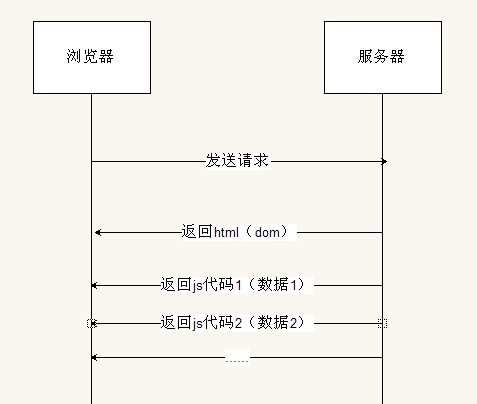 浏览器
服务器
发送请求
返回html（dom）
返回js代码1（数据1）
返回js代码2（数据2）
......